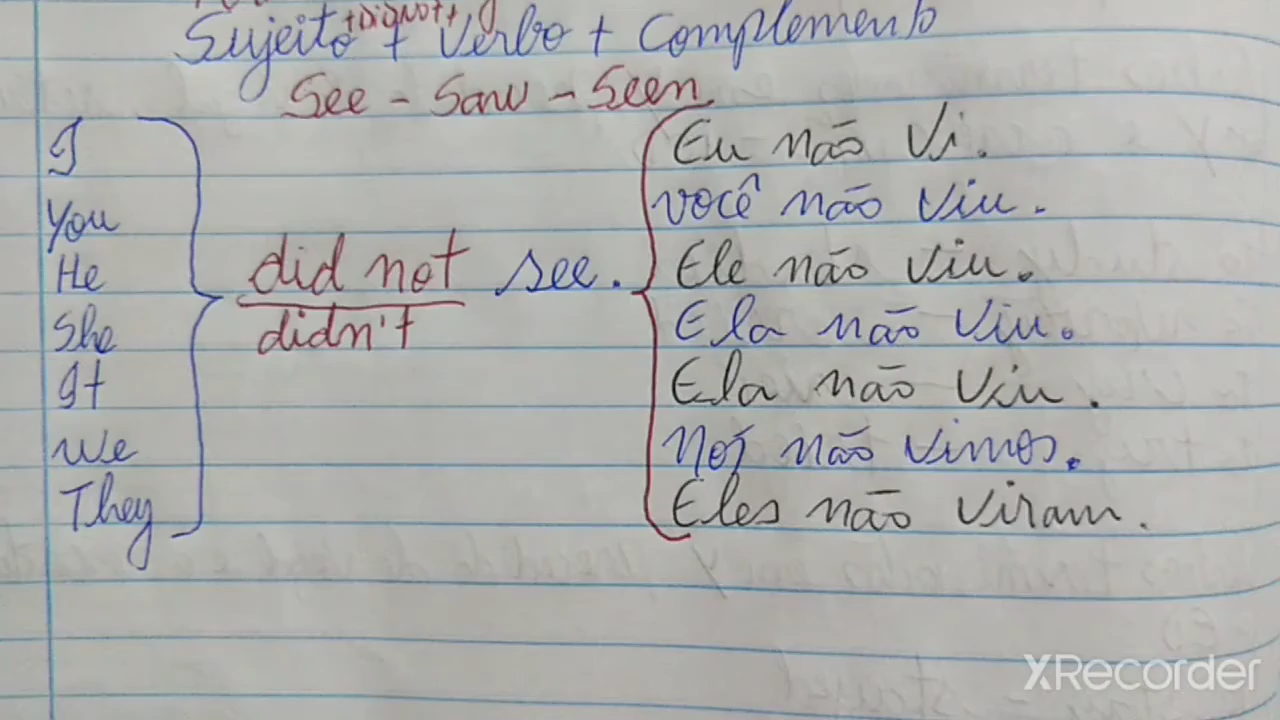 Sujeito + Verbo + Complemento
+ Did not +
See - Saw - Seen
I
You
He
She
It
We
They
did not see.
didn't
Eu não vi.
você não viu.
Ele não viu.
Ela não viu.
Ela não viu.
Nós não vimos.
Eles não viram.
XRecorder